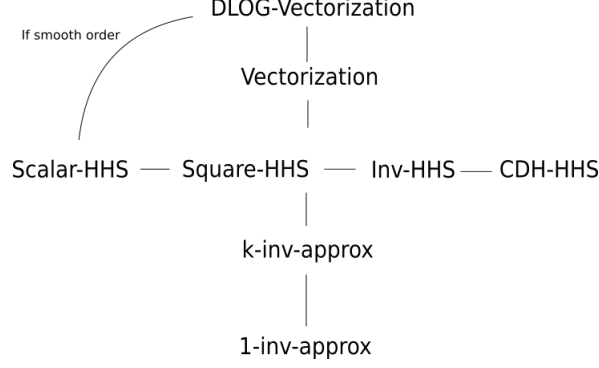 DLOG-Vectorization
If smooth order
Vectorization
Scalar-HHS Square-HHS Inv-HHS CDH-HHS
k-inv-approx
1-inv-approx